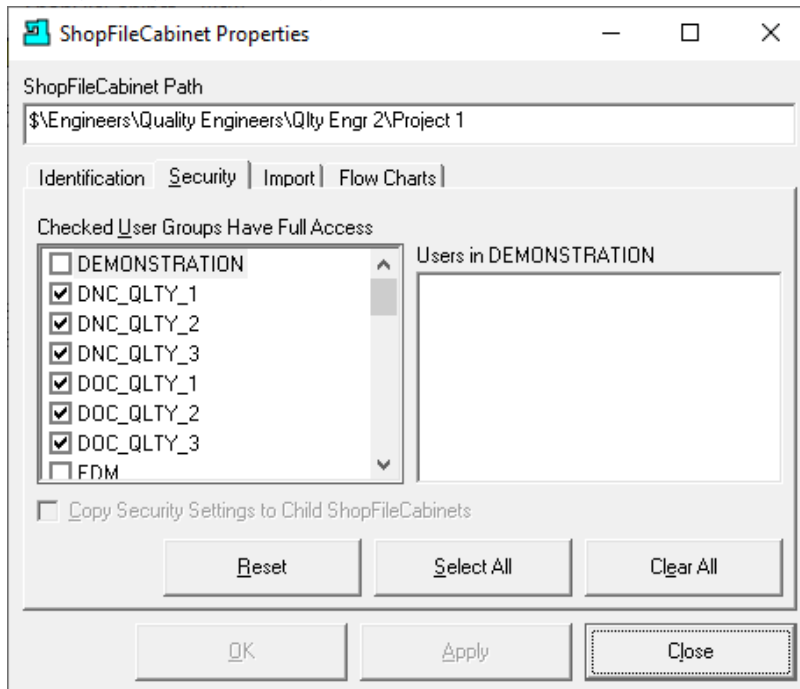 ShopFileCabinet Properties
ShopFileCabinet Path
$\Engineers\Quality Engineers\Qlty Engr 2\Project 1
Identification Security Import Flow Charts
Checked User Groups Have Full Access
Users in DEMONSTRATION
DEMONSTRATION
DNC_QLTY_1
DNC_QLTY_2
DNC_QLTY_3
DOC_QLTY_1
DOC_QLTY_2
DOC_QLTY_3
EDM
Copy Security Settings to Child ShopFileCabinets
Reset Select All Clear All
OK Apply Close